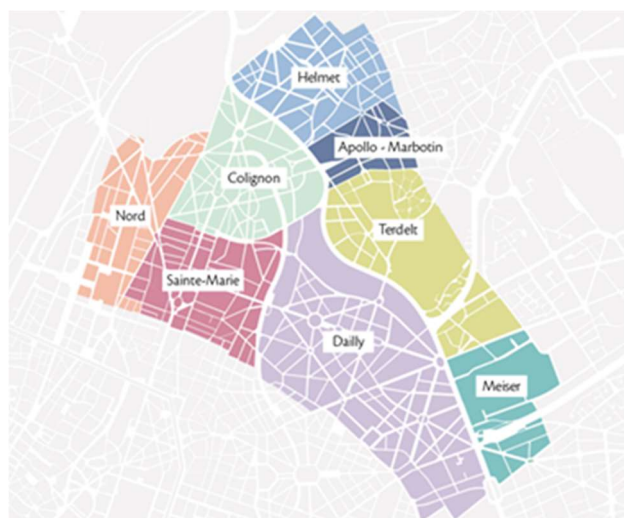 Helmet
Apollo - Marbotin
Colignon
Nord
Terdelt
Sainte-Marie
Dailly
Meiser